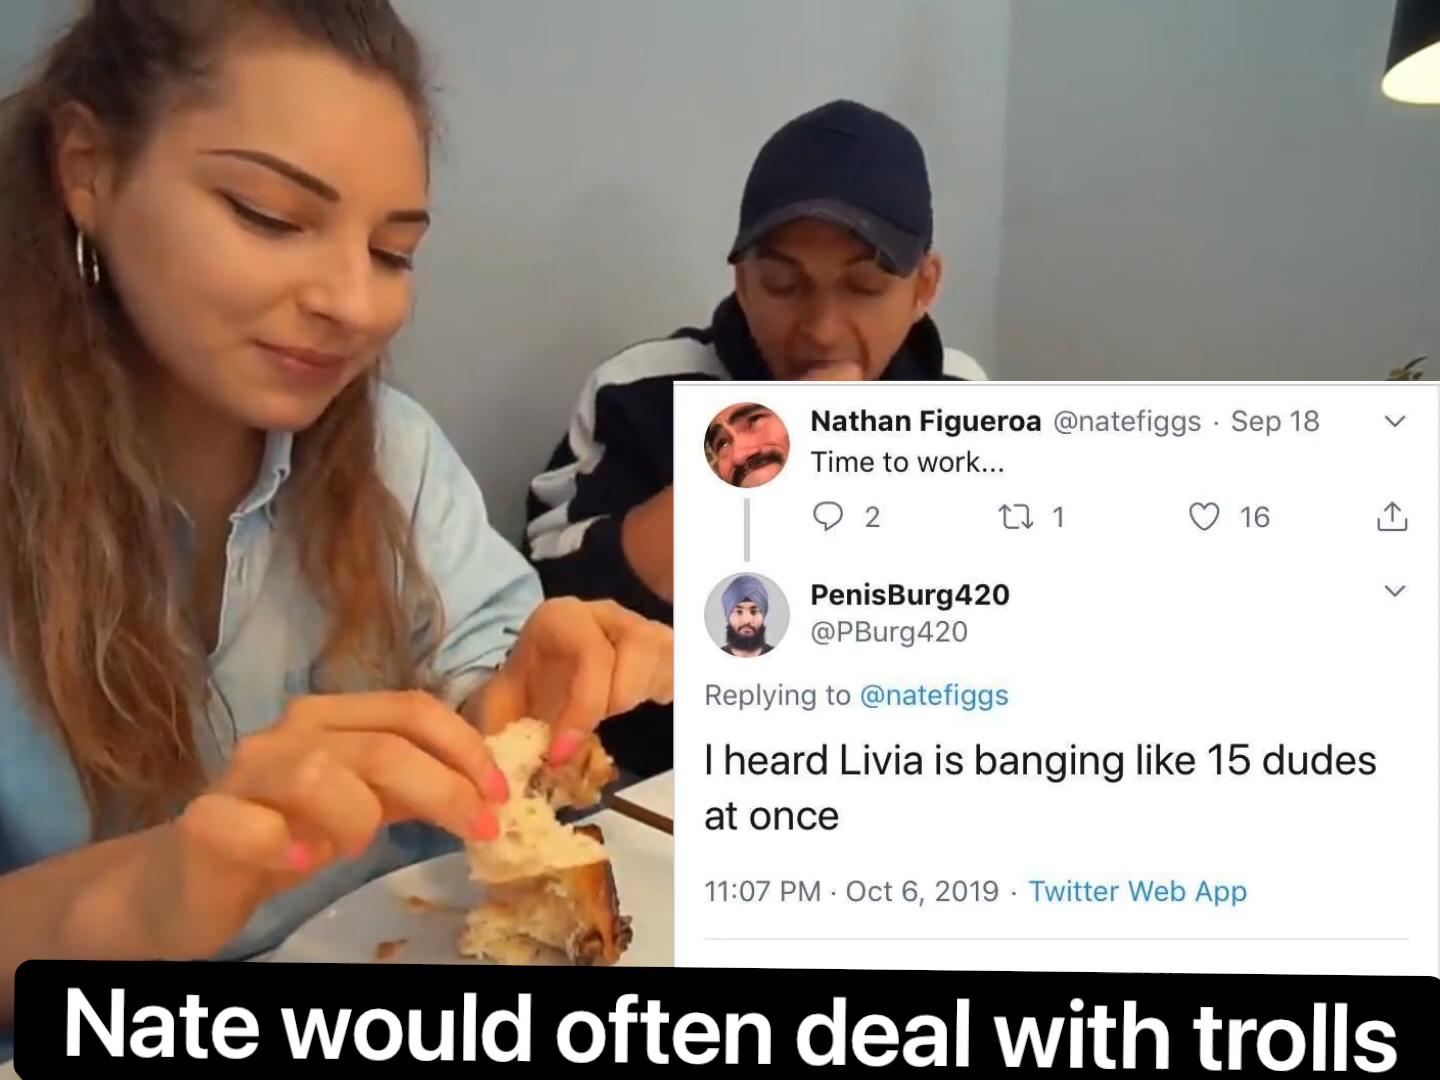 Nathan Figueroa @natefiggs · Sep 18
Time to work...
2 1 16
PenisBurg420
@PBurg420
Replying to @natefiggs
I heard Livia is banging like 15 dudes
at once
11:07 PM · Oct 6, 2019 · Twitter Web App
Nate would often deal with trolls